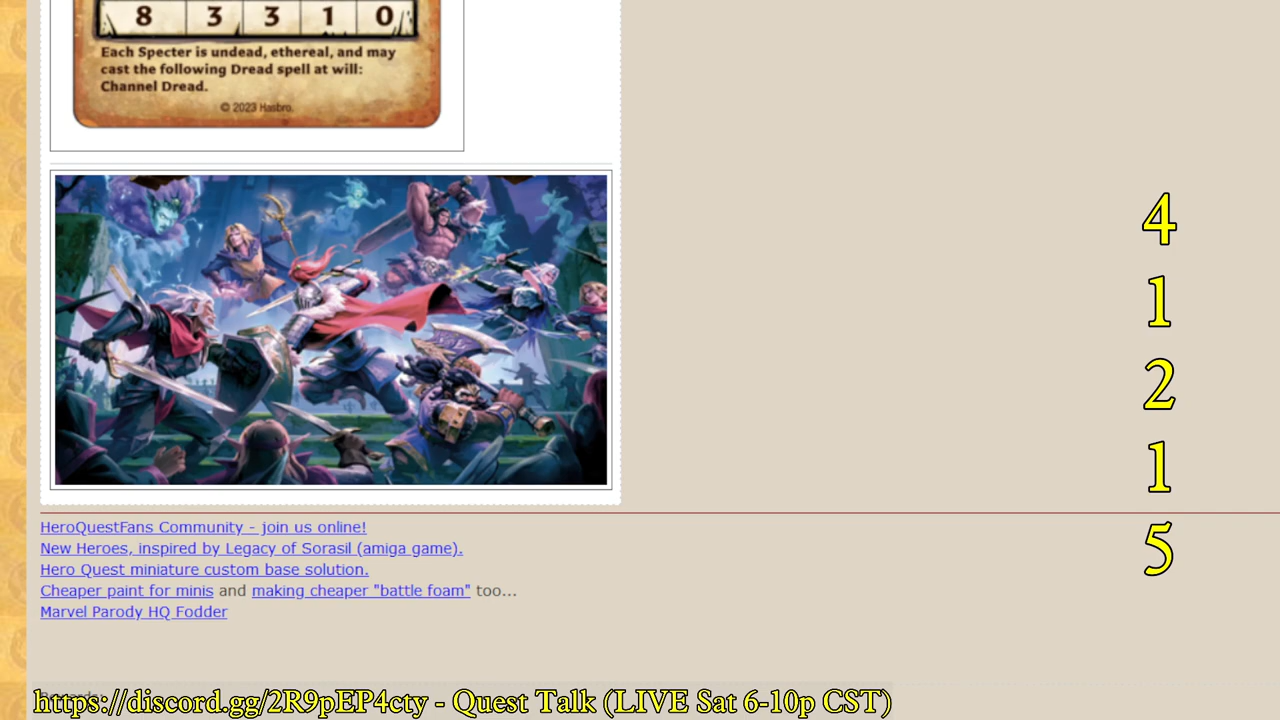 8 3 3 1 0
Each Specter is undead, ethereal, and may
cast the following Dread spell at will:
Channel Dread.
© 2023 Hasbro.
4
1
2
1
5
HeroQuestFans Community - join us online!
New Heroes, inspired by Legacy of Sorasil (amiga game).
Hero Quest miniature custom base solution.
Cheaper paint for minis and making cheaper "battle foam" too...
Marvel Parody HQ Fodder
https://discord.gg/2R9pEP4cty - Quest Talk (LIVE Sat 6-10p CST)